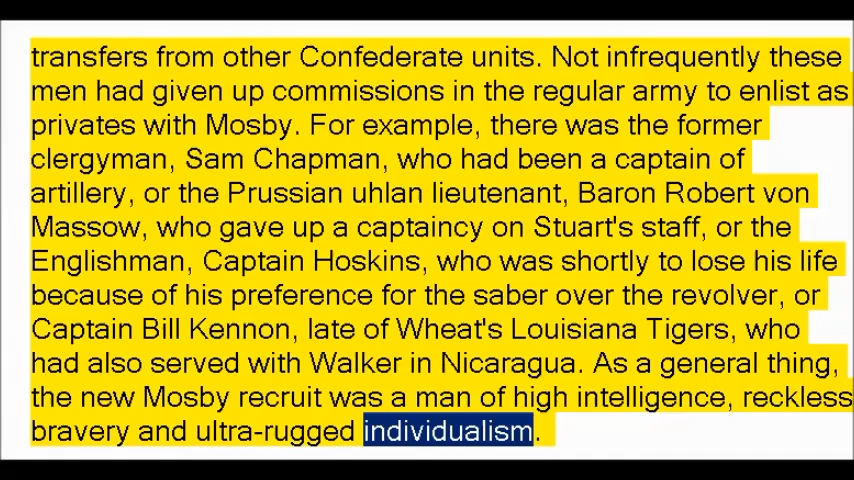 transfers from other Confederate units. Not infrequently these
men had given up commissions in the regular army to enlist as
privates with Mosby. For example, there was the former
clergyman, Sam Chapman, who had been a captain of
artillery, or the Prussian uhlan lieutenant, Baron Robert von
Massow, who gave up a captaincy on Stuart's staff, or the
Englishman, Captain Hoskins, who was shortly to lose his life
because of his preference for the saber over the revolver, or
Captain Bill Kennon, late of Wheat's Louisiana Tigers, who
had also served with Walker in Nicaragua. As a general thing,
the new Mosby recruit was a man of high intelligence, reckless
bravery and ultra-rugged individualism.